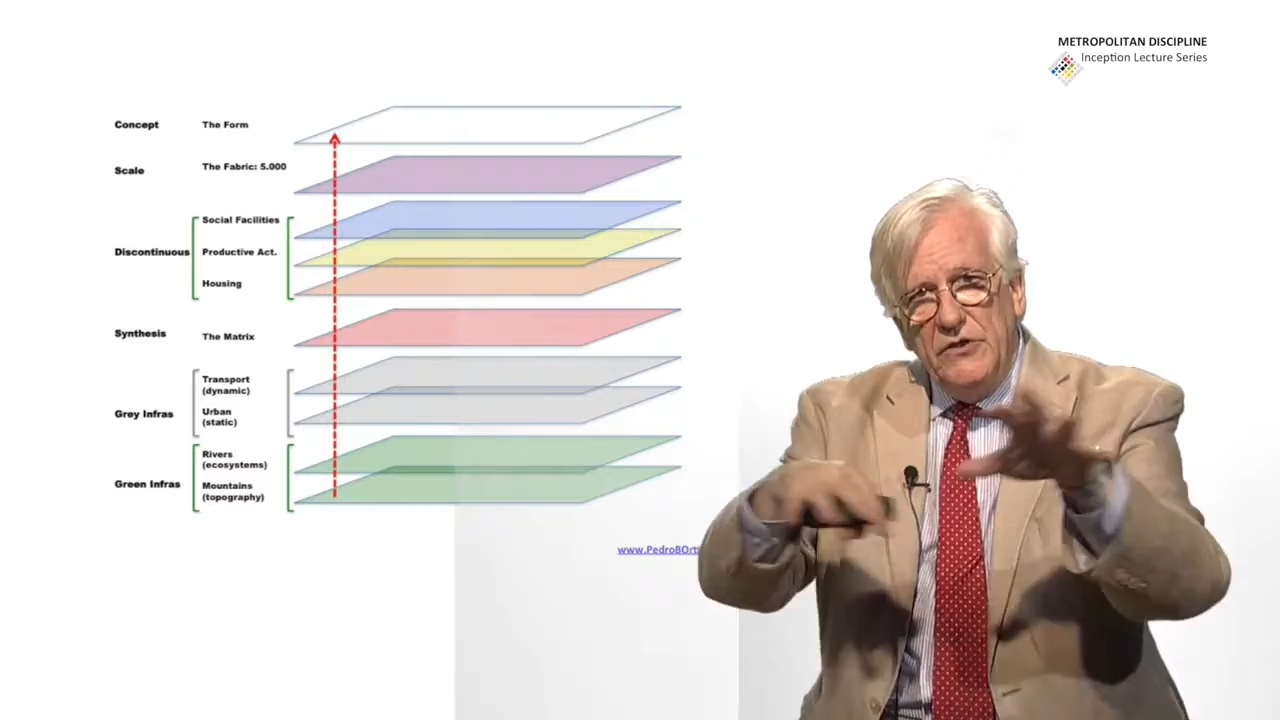 METROPOLITAN DISCIPLINE
Inception Lecture Series
Concept
The Form
Scale
The Fabric: 5.000
Social Facilities
Discontinuous
Productive Act.
Housing
Synthesis
The Matrix
Transport
(dynamic)
Grey Infras
Urban
(static)
Rivers
(ecosystems)
Green Infras
Mountains
(topography)